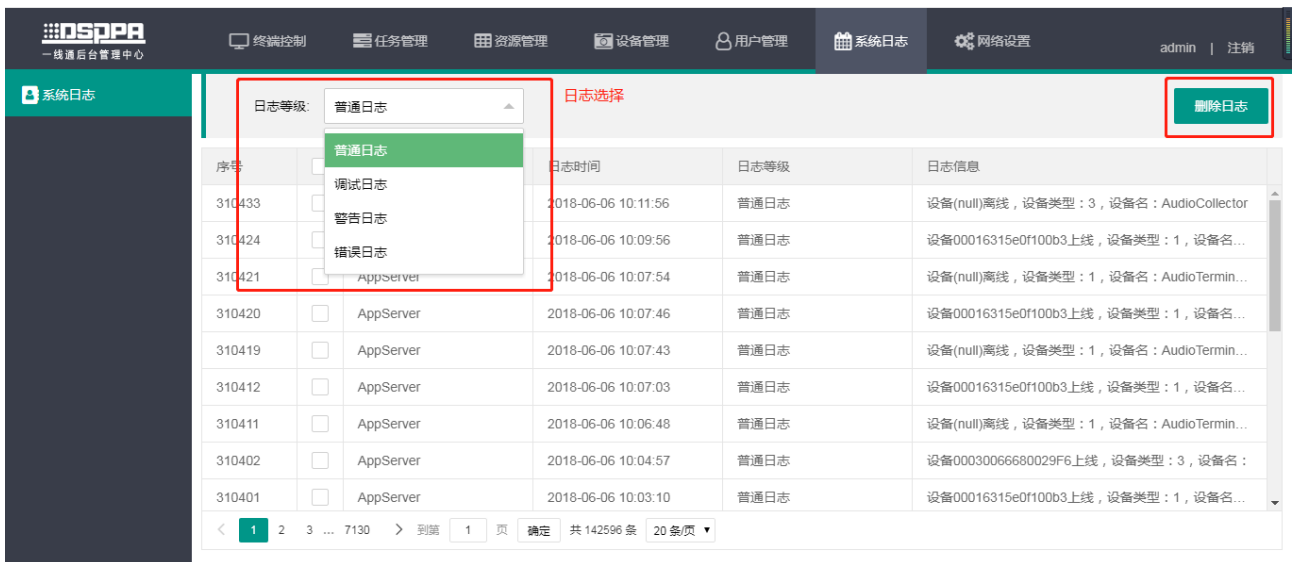 DSPPA
一线通后台管理中心
终端控制 任务管理 资源管理 设备管理 用户管理 系统日志 网络设置 admin | 注销
系统日志
日志等级: 普通日志 日志选择 删除日志
普通日志
调试日志
警告日志
错误日志
序号 日志时间 日志等级 日志信息
310433 2018-06-06 10:11:56 普通日志 设备(null)离线，设备类型：3，设备名：AudioCollector
310424 2018-06-06 10:09:56 普通日志 设备00016315e0f100b3上线，设备类型：1，设备名...
310421 AppServer 2018-06-06 10:07:54 普通日志 设备(null)离线，设备类型：1，设备名：AudioTermin...
310420 AppServer 2018-06-06 10:07:46 普通日志 设备00016315e0f100b3上线，设备类型：1，设备名...
310419 AppServer 2018-06-06 10:07:43 普通日志 设备(null)离线，设备类型：1，设备名：AudioTermin...
310412 AppServer 2018-06-06 10:07:03 普通日志 设备00016315e0f100b3上线，设备类型：1，设备名...
310411 AppServer 2018-06-06 10:06:48 普通日志 设备(null)离线，设备类型：1，设备名：AudioTermin...
310402 AppServer 2018-06-06 10:04:57 普通日志 设备00030066680029F6上线，设备类型：3，设备名：
310401 AppServer 2018-06-06 10:03:10 普通日志 设备00016315e0f100b3上线，设备类型：1，设备名...
< 1 2 3 ... 7130 > 到第 1 页 确定 共 142596 条 20 条/页